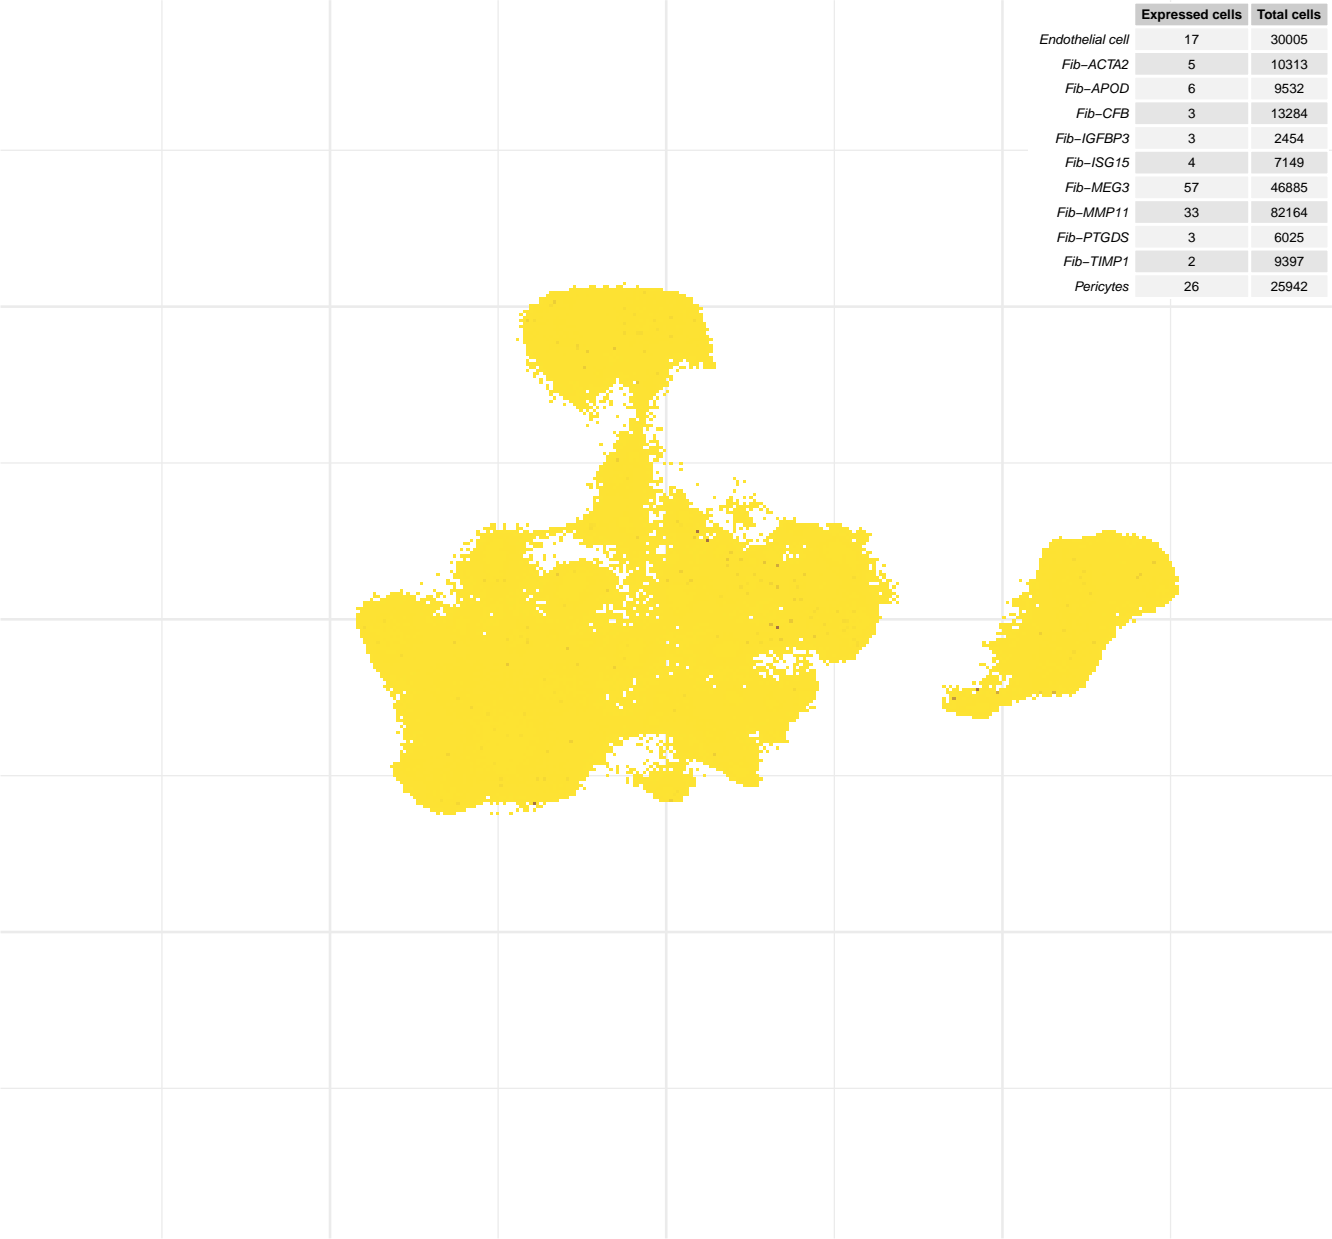 Expressed cells Total cells
Endothelial cell 17 30005
Fib−ACTA2 5 10313
Fib−APOD 6 9532
Fib−CFB 3 13284
Fib−IGFBP3 3 2454
Fib−ISG15 4 7149
Fib−MEG3 57 46885
Fib−MMP11 33 82164
Fib−PTGDS 3 6025
Fib−TIMP1 2 9397
Pericytes 26 25942